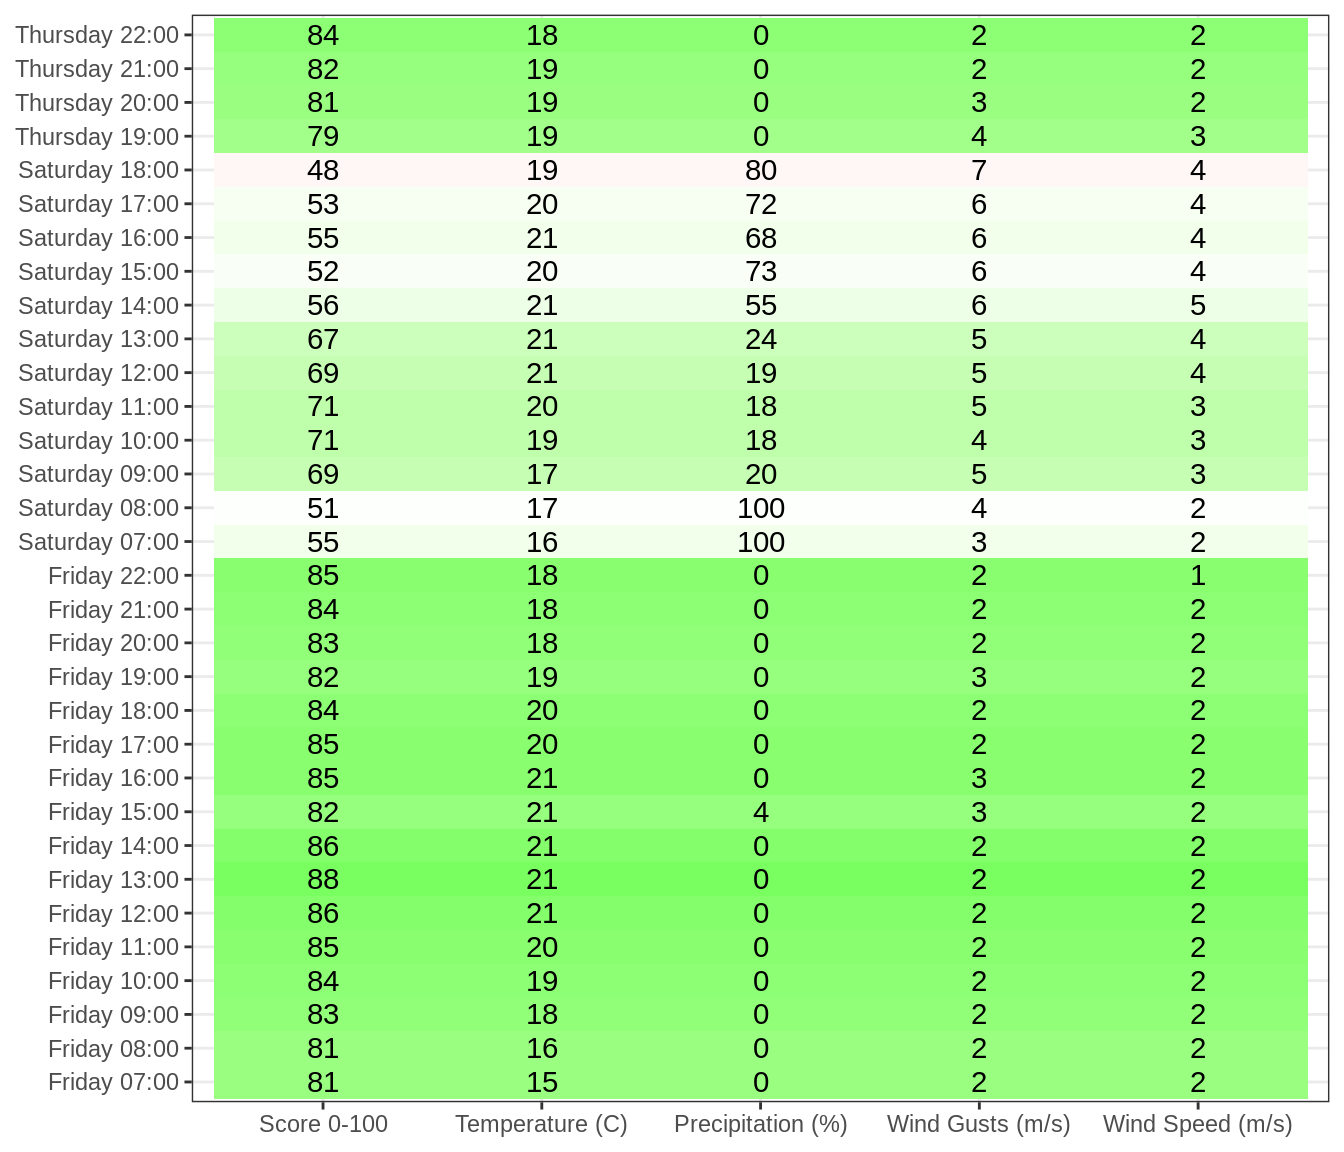 Thursday 22:00 84 18 0 2 2
Thursday 21:00 82 19 0 2 2
Thursday 20:00 81 19 0 3 2
Thursday 19:00 79 19 0 4 3
Saturday 18:00 48 19 80 7 4
Saturday 17:00 53 20 72 6 4
Saturday 16:00 55 21 68 6 4
Saturday 15:00 52 20 73 6 4
Saturday 14:00 56 21 55 6 5
Saturday 13:00 67 21 24 5 4
Saturday 12:00 69 21 19 5 4
Saturday 11:00 71 20 18 5 3
Saturday 10:00 71 19 18 4 3
Saturday 09:00 69 17 20 5 3
Saturday 08:00 51 17 100 4 2
Saturday 07:00 55 16 100 3 2
Friday 22:00 85 18 0 2 1
Friday 21:00 84 18 0 2 2
Friday 20:00 83 18 0 2 2
Friday 19:00 82 19 0 3 2
Friday 18:00 84 20 0 2 2
Friday 17:00 85 20 0 2 2
Friday 16:00 85 21 0 3 2
Friday 15:00 82 21 4 3 2
Friday 14:00 86 21 0 2 2
Friday 13:00 88 21 0 2 2
Friday 12:00 86 21 0 2 2
Friday 11:00 85 20 0 2 2
Friday 10:00 84 19 0 2 2
Friday 09:00 83 18 0 2 2
Friday 08:00 81 16 0 2 2
Friday 07:00 81 15 0 2 2
Score 0-100 Temperature (C) Precipitation (%) Wind Gusts (m/s) Wind Speed (m/s)